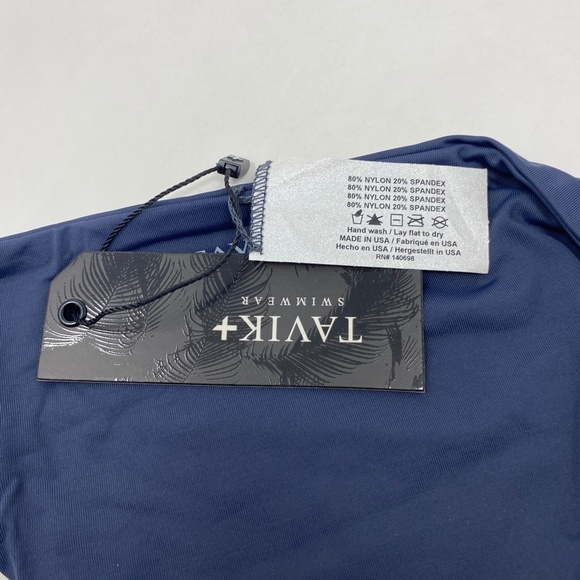 80% NYLON 20% SPANDEX
80% NYLON 20% SPANDEX
80% NYLON 20% SPANDEX
80% NYLON 20% SPANDEX
Hand wash / Lay flat to dry
MADE IN USA / Fabriqué en USA
Hecho en USA / Hergestellt in USA
RN# 140698
TAVIK+
SWIMWEAR